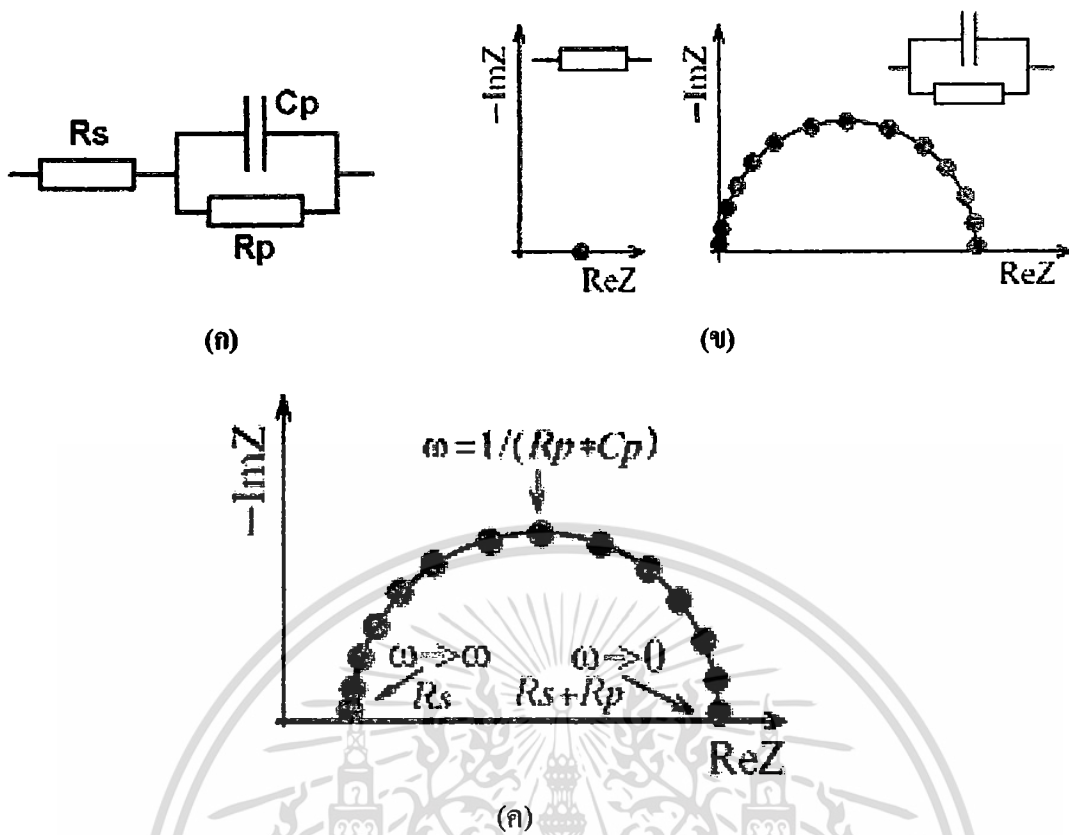 Rs
Cp
Rp
−ImZ
ReZ
−ImZ
ReZ
(ก)
(ข)
−ImZ
ω=1/(Rp*Cp)
ω=>∞
Rs
ω=>0
Rs+Rp
ReZ
(ค)